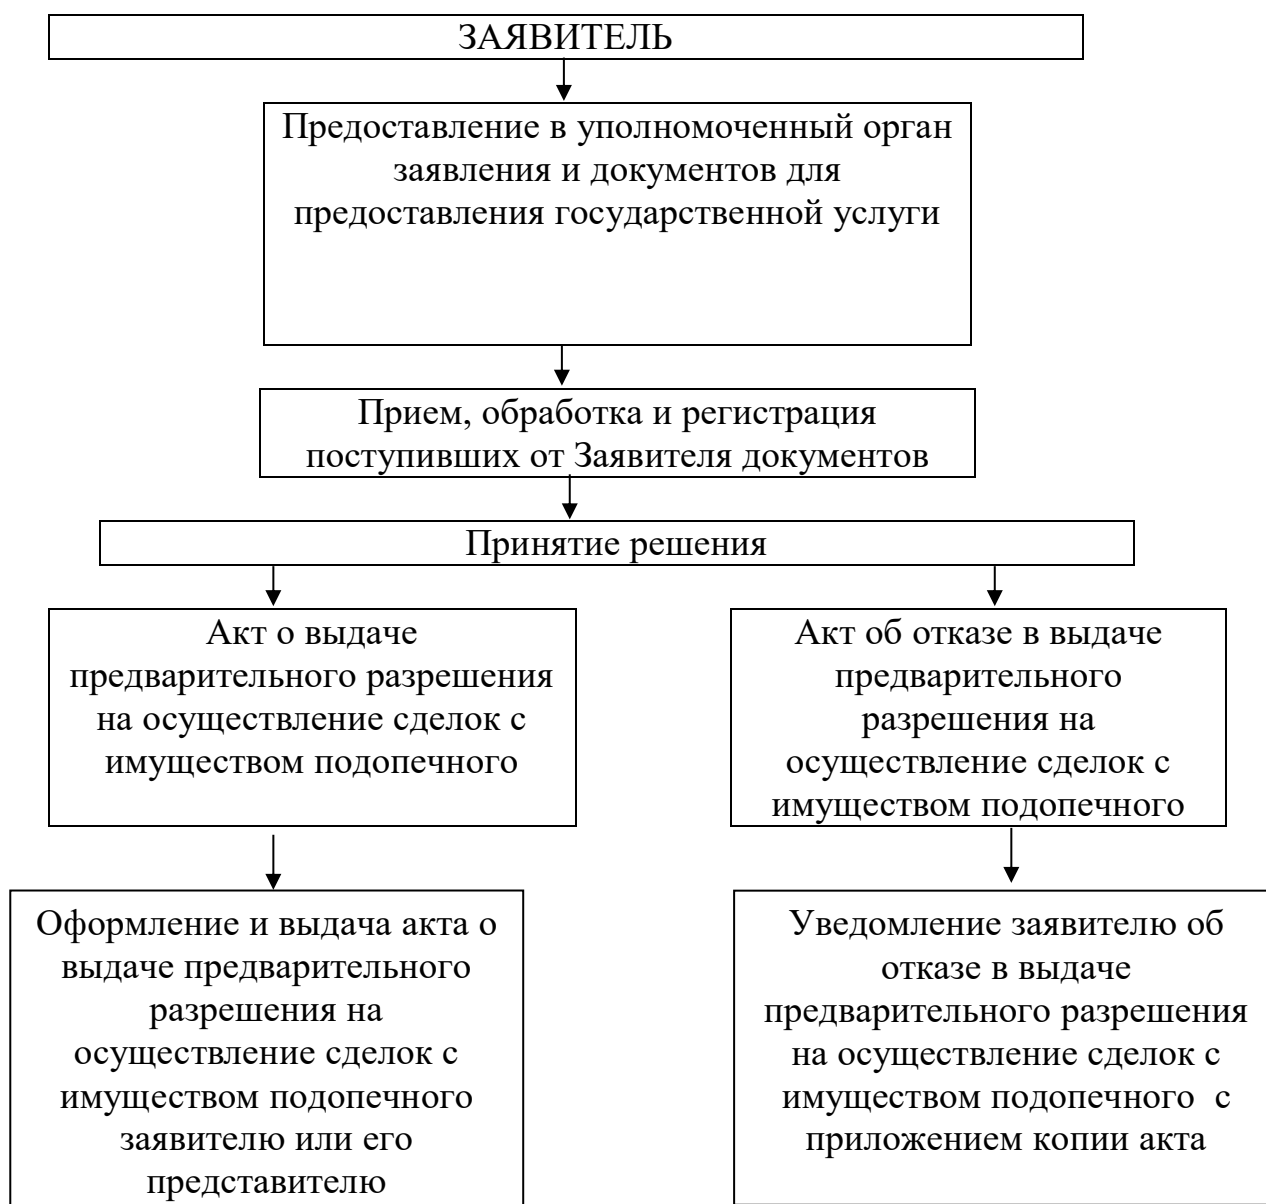 ЗАЯВИТЕЛЬ
Предоставление в уполномоченный орган
заявления и документов для
предоставления государственной услуги
Прием, обработка и регистрация
поступивших от Заявителя документов
Принятие решения
Акт о выдаче
предварительного разрешения
на осуществление сделок с
имуществом подопечного
Акт об отказе в выдаче
предварительного
разрешения на
осуществление сделок с
имуществом подопечного
Оформление и выдача акта о
выдаче предварительного
разрешения на
осуществление сделок с
имуществом подопечного
заявителю или его
представителю
Уведомление заявителю об
отказе в выдаче
предварительного разрешения
на осуществление сделок с
имуществом подопечного с
приложением копии акта